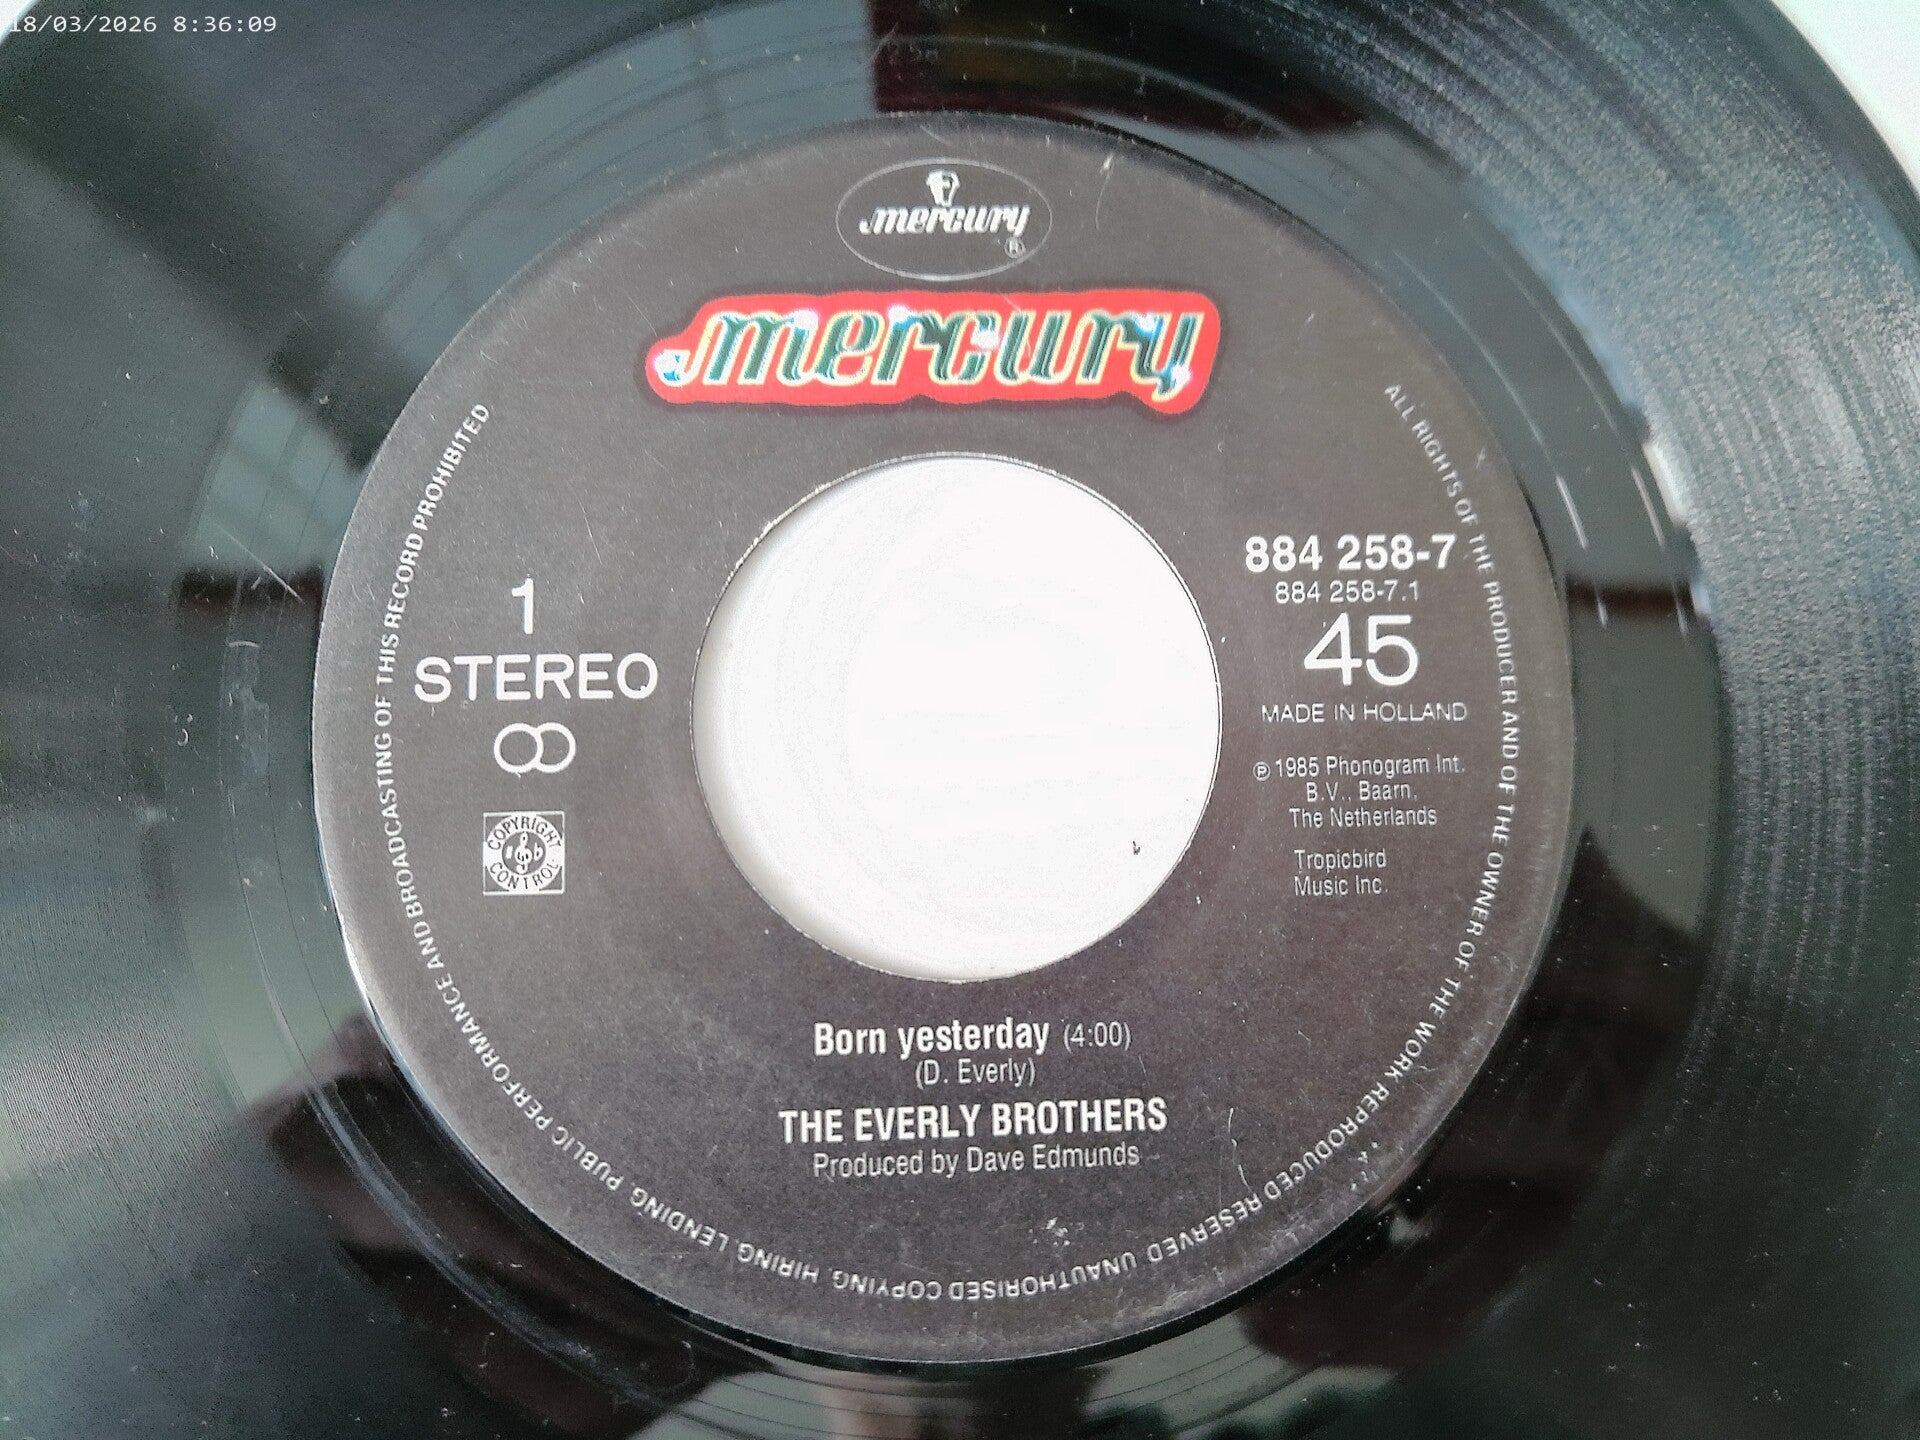 18/03/2026 8:36:09
mercury
®
mercury
1
STEREO
COPYRIGHT
CONTROL
884 258-7
884 258-7.1
45
MADE IN HOLLAND
℗ 1985 Phonogram Int.
B.V., Baarn,
The Netherlands
Tropicbird
Music Inc.
Born yesterday (4:00)
(D. Everly)
THE EVERLY BROTHERS
Produced by Dave Edmunds
ALL RIGHTS OF THE PRODUCER AND OF THE OWNER OF THE WORK REPRODUCED RESERVED UNAUTHORISED COPYING, HIRING, LENDING, PUBLIC PERFORMANCE AND BROADCASTING OF THIS RECORD PROHIBITED